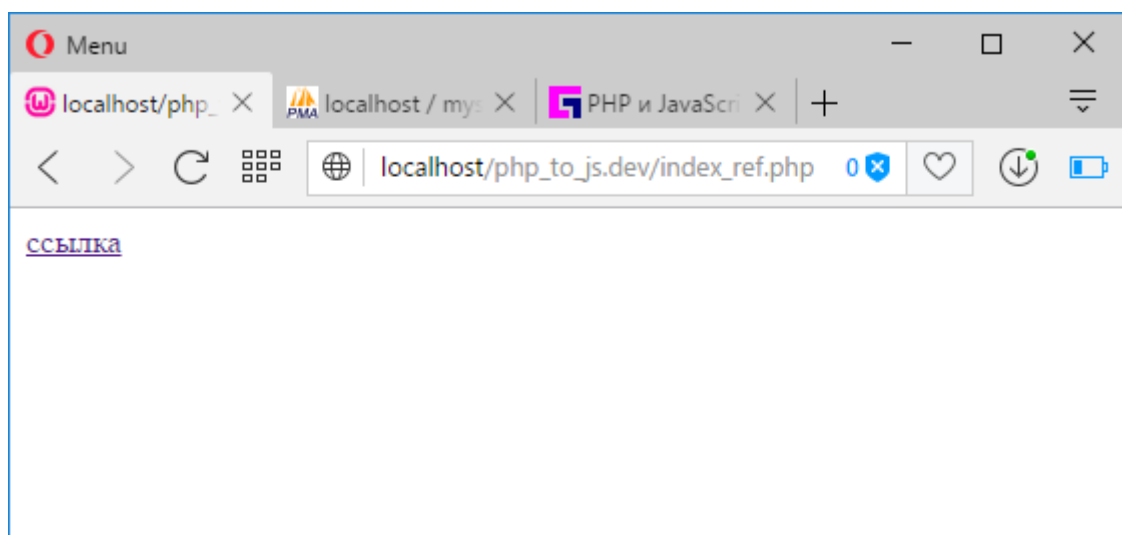 Menu
localhost/php_ localhost / mys PHP и JavaScri
localhost/php_to_js.dev/index_ref.php 0
ссылка